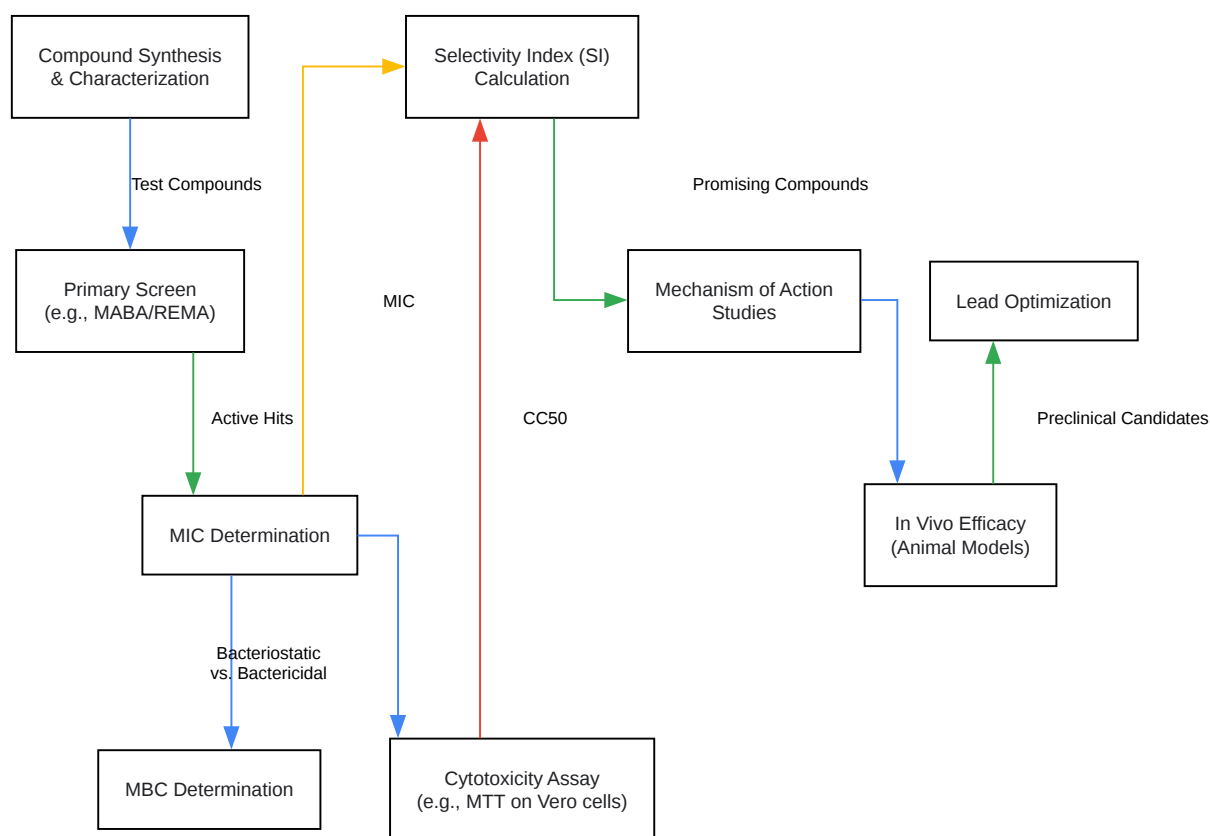 Compound Synthesis
& Characterization
Selectivity Index (SI)
Calculation
Test Compounds
Promising Compounds
Primary Screen
(e.g., MABA/REMA)
MIC
Mechanism of Action
Studies
Lead Optimization
Active Hits
CC50
Preclinical Candidates
MIC Determination
In Vivo Efficacy
(Animal Models)
Bacteriostatic
vs. Bactericidal
MBC Determination
Cytotoxicity Assay
(e.g., MTT on Vero cells)